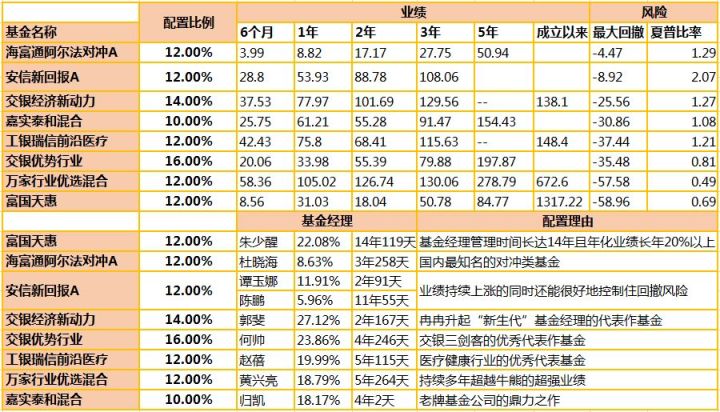 基金名称 配置比例 业绩 风险
6个月 1年 2年 3年 5年 成立以来 最大回撤 夏普比率
海富通阿尔法对冲A 12.00% 3.99 8.82 17.17 27.75 50.94 -4.47 1.29
安信新回报A 12.00% 28.8 53.93 88.78 108.06 -8.92 2.07
交银经济新动力 14.00% 37.53 77.97 101.69 129.56 -- 138.1 -25.56 1.27
嘉实泰和混合 10.00% 25.75 61.21 55.28 91.47 154.43 -30.86 1.08
工银瑞信前沿医疗 12.00% 42.43 75.8 68.41 115.63 -- 148.4 -37.44 1.21
交银优势行业 16.00% 20.06 33.98 55.39 79.88 197.87 -35.48 0.81
万家行业优选混合 12.00% 58.36 105.02 126.74 130.06 278.79 672.6 -57.58 0.49
富国天惠 12.00% 8.56 31.03 18.04 50.78 84.77 1317.22 -58.96 0.69
基金经理 配置理由
富国天惠 12.00% 朱少醒 22.08% 14年119天 基金经理管理时间长达14年且年化业绩长年20%以上
海富通阿尔法对冲A 12.00% 杜晓海 8.63% 3年258天 国内最知名的对冲类基金
安信新回报A 12.00% 谭玉娜 11.91% 2年91天 业绩持续上涨的同时还能很好地控制住回撤风险
陈鹏 5.96% 11年55天
交银经济新动力 14.00% 郭斐 27.12% 2年167天 冉冉升起“新生代”基金经理的代表作基金
交银优势行业 16.00% 何帅 23.86% 4年246天 交银三剑客的优秀代表作基金
工银瑞信前沿医疗 12.00% 赵蓓 19.99% 5年115天 医疗健康行业的优秀代表基金
万家行业优选混合 12.00% 黄兴亮 18.79% 5年264天 持续多年超越牛熊的超强业绩
嘉实泰和混合 10.00% 归凯 18.17% 4年2天 老牌基金公司的鼎力之作